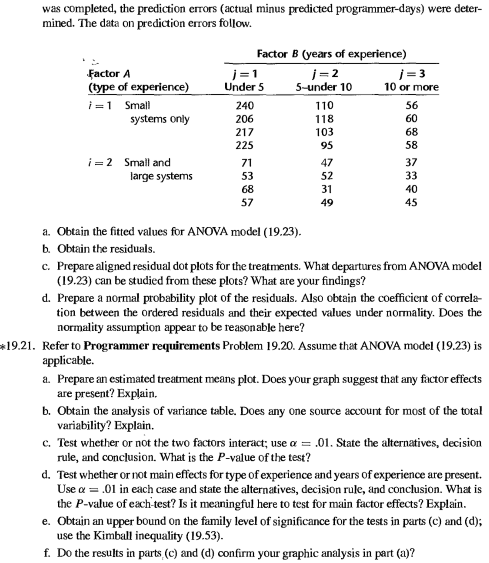 was completed, the prediction errors (actual minus predicted programmer-days) were deter-
mined. The data on prediction errors follow.
Factor B (years of experience)
Factor A j = 1 j = 2 j = 3
(type of experience) Under 5 5–under 10 10 or more
i = 1 Small 240 110 56
systems only 206 118 60
217 103 68
225 95 58
i = 2 Small and 71 47 37
large systems 53 52 33
68 31 40
57 49 45
a. Obtain the fitted values for ANOVA model (19.23).
b. Obtain the residuals.
c. Prepare aligned residual dot plots for the treatments. What departures from ANOVA model
(19.23) can be studied from these plots? What are your findings?
d. Prepare a normal probability plot of the residuals. Also obtain the coefficient of correla-
tion between the ordered residuals and their expected values under normality. Does the
normality assumption appear to be reasonable here?
*19.21. Refer to Programmer requirements Problem 19.20. Assume that ANOVA model (19.23) is
applicable.
a. Prepare an estimated treatment means plot. Does your graph suggest that any factor effects
are present? Explain.
b. Obtain the analysis of variance table. Does any one source account for most of the total
variability? Explain.
c. Test whether or not the two factors interact; use α = .01. State the alternatives, decision
rule, and conclusion. What is the P-value of the test?
d. Test whether or not main effects for type of experience and years of experience are present.
Use α = .01 in each case and state the alternatives, decision rule, and conclusion. What is
the P-value of each test? Is it meaningful here to test for main factor effects? Explain.
e. Obtain an upper bound on the family level of significance for the tests in parts (c) and (d);
use the Kimball inequality (19.53).
f. Do the results in parts (c) and (d) confirm your graphic analysis in part (a)?